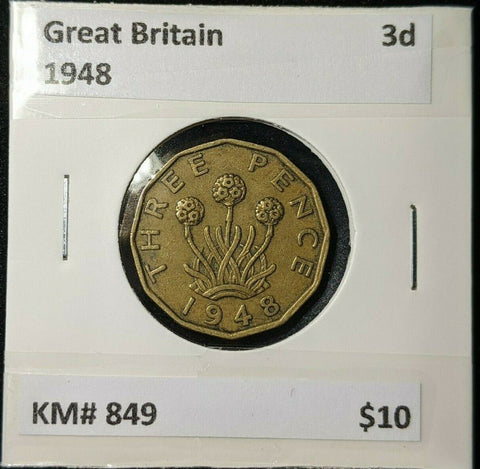 Great Britain 3d
1948
THREE PENCE
1948
KM# 849 $10